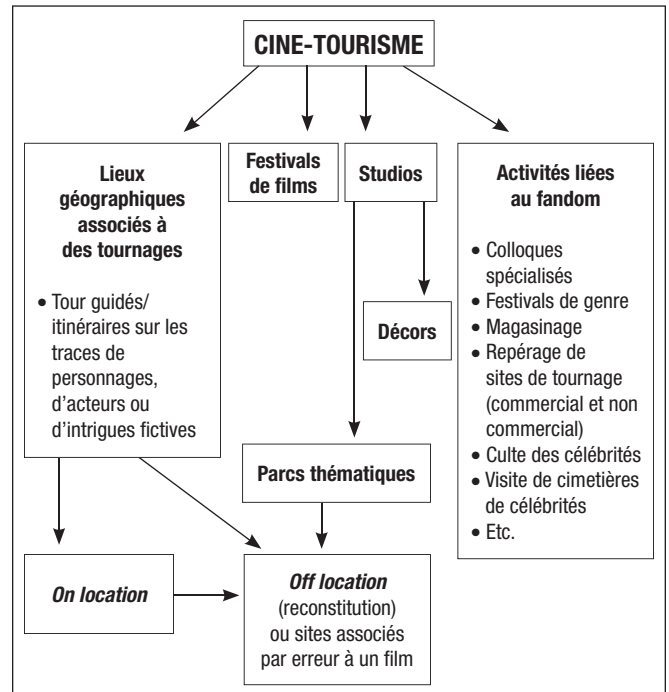 CINE-TOURISME
Lieux
géographiques
associés à
des tournages
• Tour guidés/
itinéraires sur les
traces de
personnages,
d'acteurs ou
d'intrigues fictives
Festivals
de films
Studios
Activités liées
au fandom
• Colloques
spécialisés
• Festivals de genre
• Magasinage
• Repérage de
sites de tournage
(commercial et non
commercial)
• Culte des célébrités
• Visite de cimetières
de célébrités
• Etc.
Décors
Parcs thématiques
On location
Off location
(reconstitution)
ou sites associés
par erreur à un film